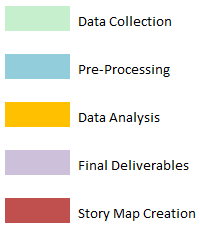 Data Collection
Pre-Processing
Data Analysis
Final Deliverables
Story Map Creation